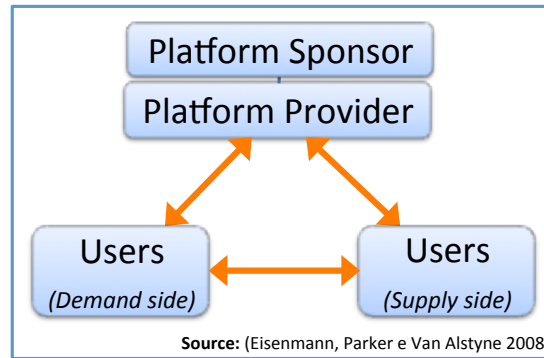 Platform Sponsor
Platform Provider
Users Users
(Demand side) (Supply side)
Source: (Eisenmann, Parker e Van Alstyne 2008